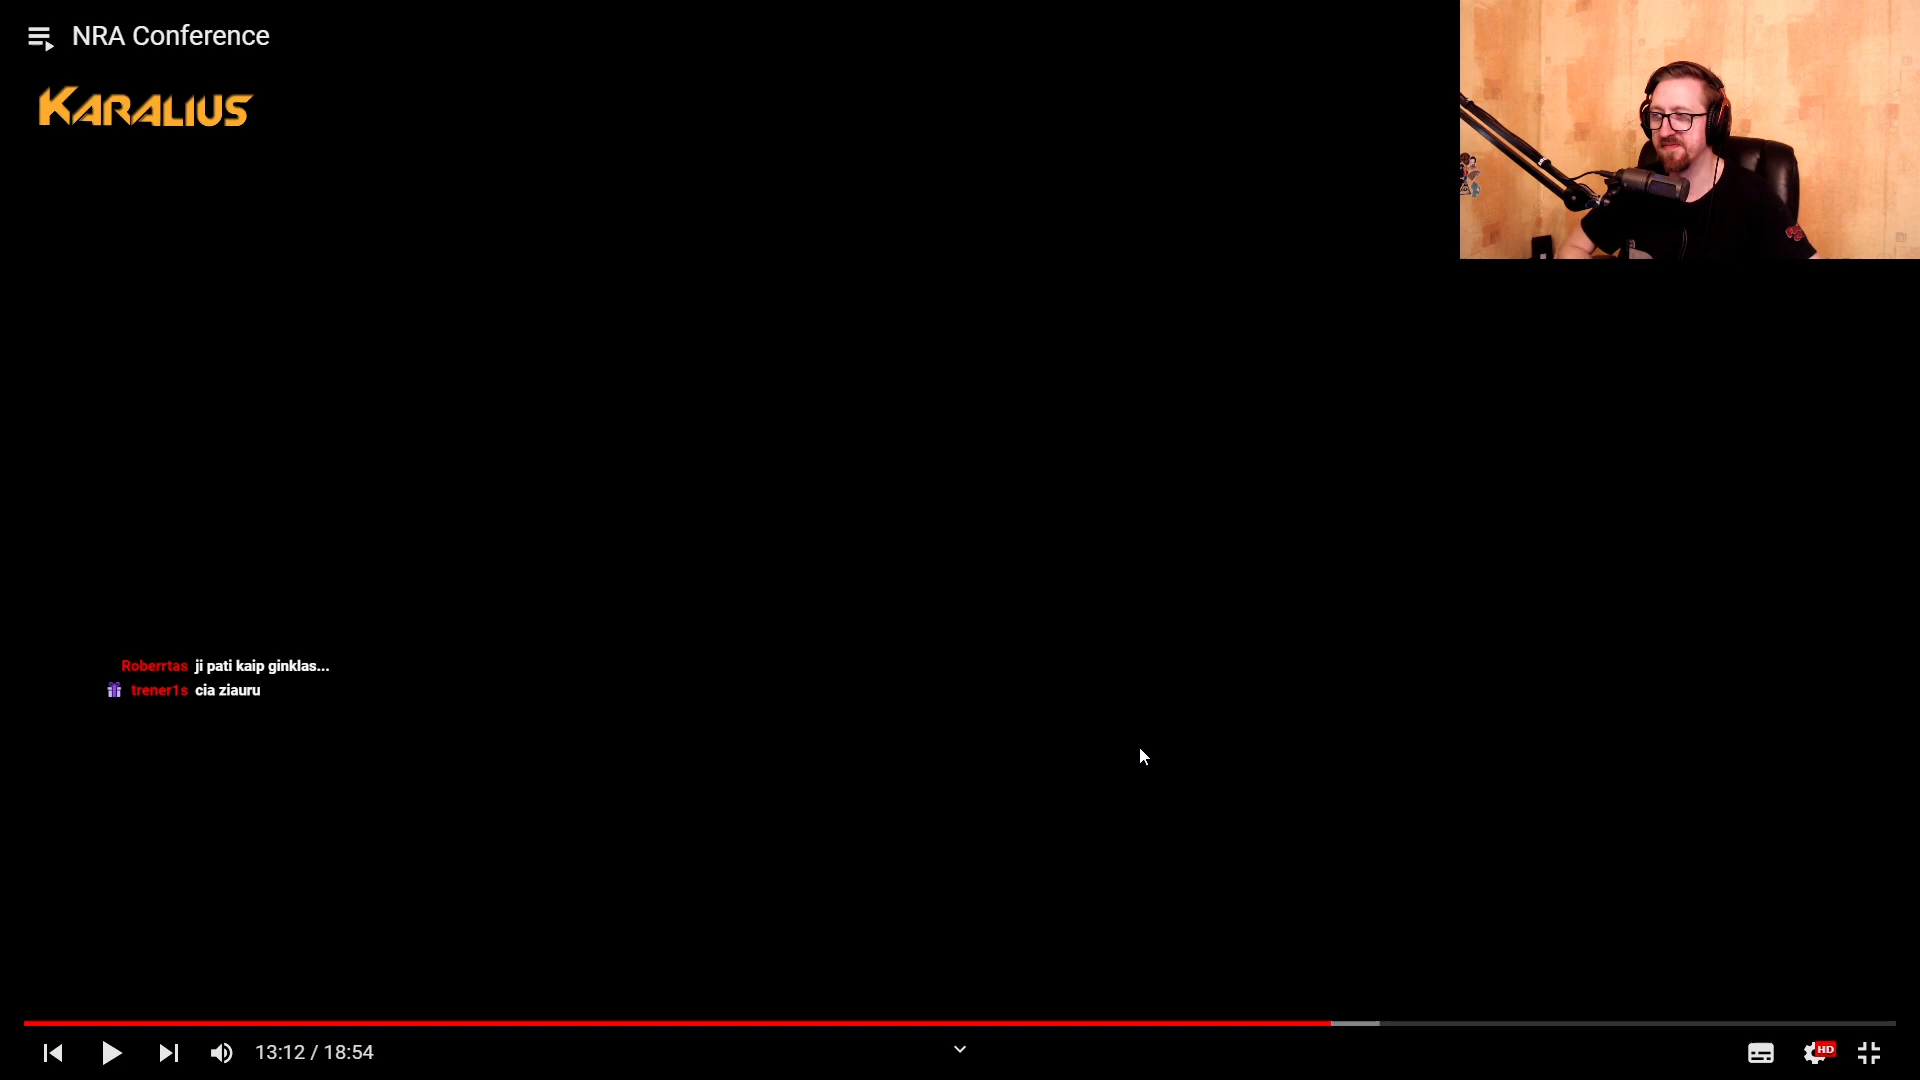 NRA Conference
KARALIUS
Roberrtas ji pati kaip ginklas...
trener1s cia ziauru
13:12 / 18:54
HD